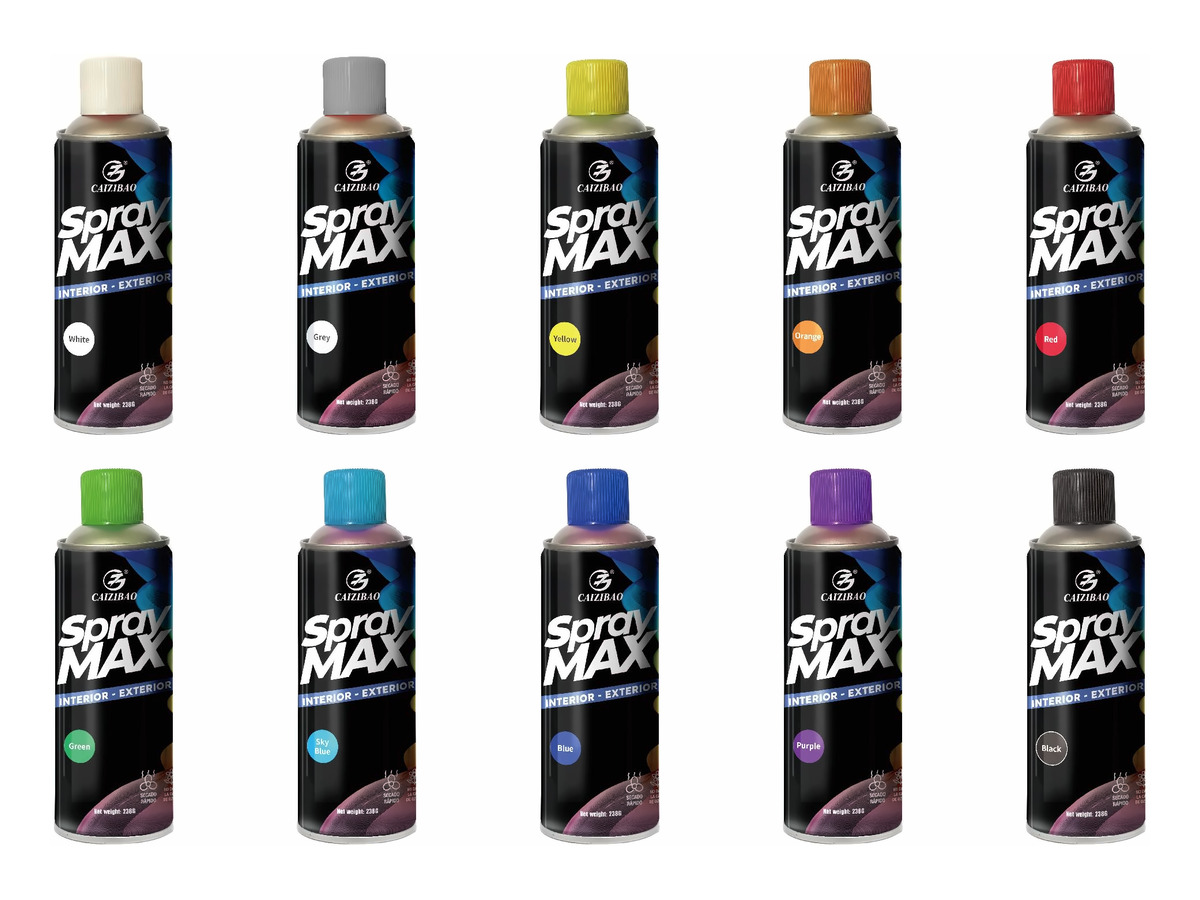 CAIZIBAO
Spray
MAX
INTERIOR - EXTERIOR
White
SECADO
RÁPIDO
Net weight: 238G
CAIZIBAO
Spray
MAX
INTERIOR - EXTERIOR
Grey
SECADO
RÁPIDO
Net weight: 238G
CAIZIBAO
Spray
MAX
INTERIOR - EXTERIOR
Yellow
SECADO
RÁPIDO
Net weight: 238G
CAIZIBAO
Spray
MAX
INTERIOR - EXTERIOR
Orange
SECADO
RÁPIDO
Net weight: 238G
CAIZIBAO
Spray
MAX
INTERIOR - EXTERIOR
Red
SECADO
RÁPIDO
Net weight: 238G
CAIZIBAO
Spray
MAX
INTERIOR - EXTERIOR
Green
SECADO
RÁPIDO
Net weight: 238G
CAIZIBAO
Spray
MAX
INTERIOR - EXTERIOR
Sky
Blue
SECADO
RÁPIDO
Net weight: 238G
CAIZIBAO
Spray
MAX
INTERIOR - EXTERIOR
Blue
SECADO
RÁPIDO
Net weight: 238G
CAIZIBAO
Spray
MAX
INTERIOR - EXTERIOR
Purple
SECADO
RÁPIDO
Net weight: 238G
CAIZIBAO
Spray
MAX
INTERIOR - EXTERIOR
Black
SECADO
RÁPIDO
Net weight: 238G